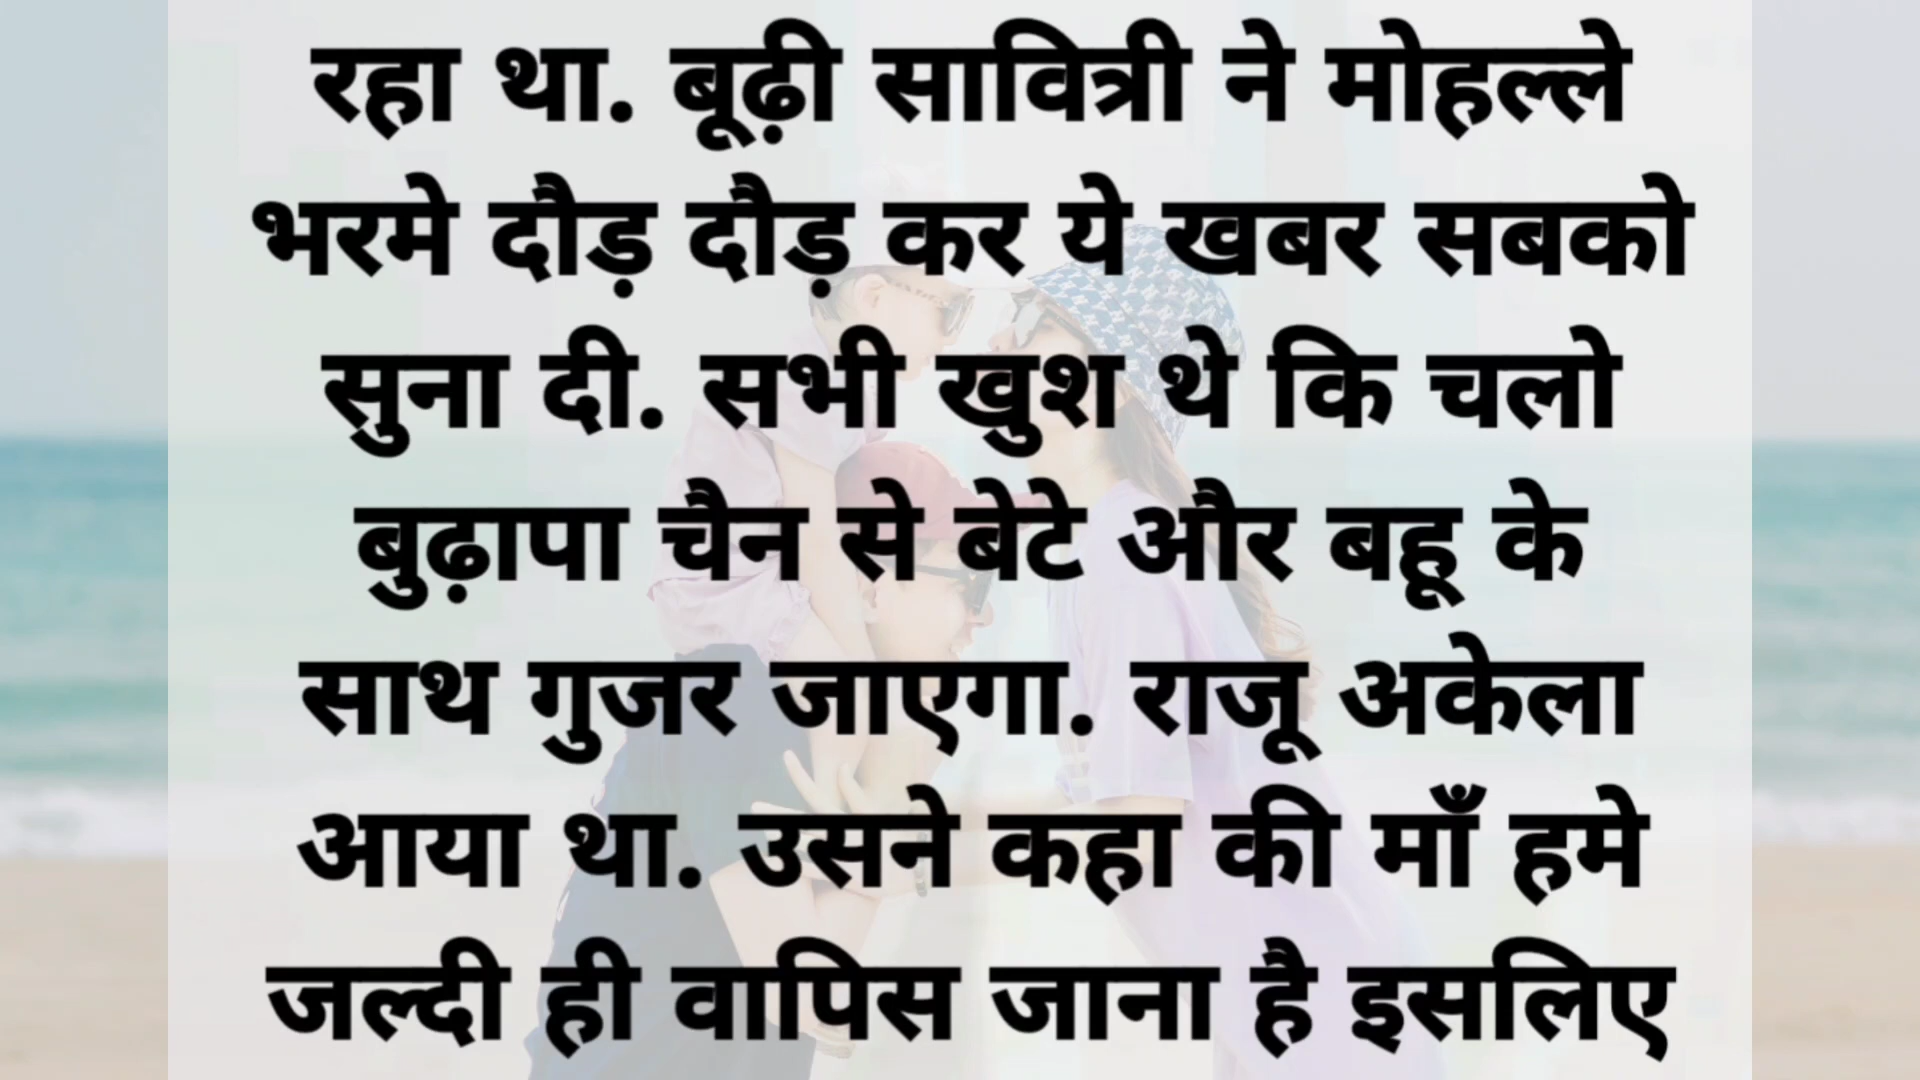 रहा था. बूढ़ी सावित्री ने मोहल्ले
भरमे दौड़ दौड़ कर ये खबर सबको
सुना दी. सभी खुश थे कि चलो
बुढ़ापा चैन से बेटे और बहू के
साथ गुजर जाएगा. राजू अकेला
आया था. उसने कहा की माँ हमे
जल्दी ही वापिस जाना है इसलिए